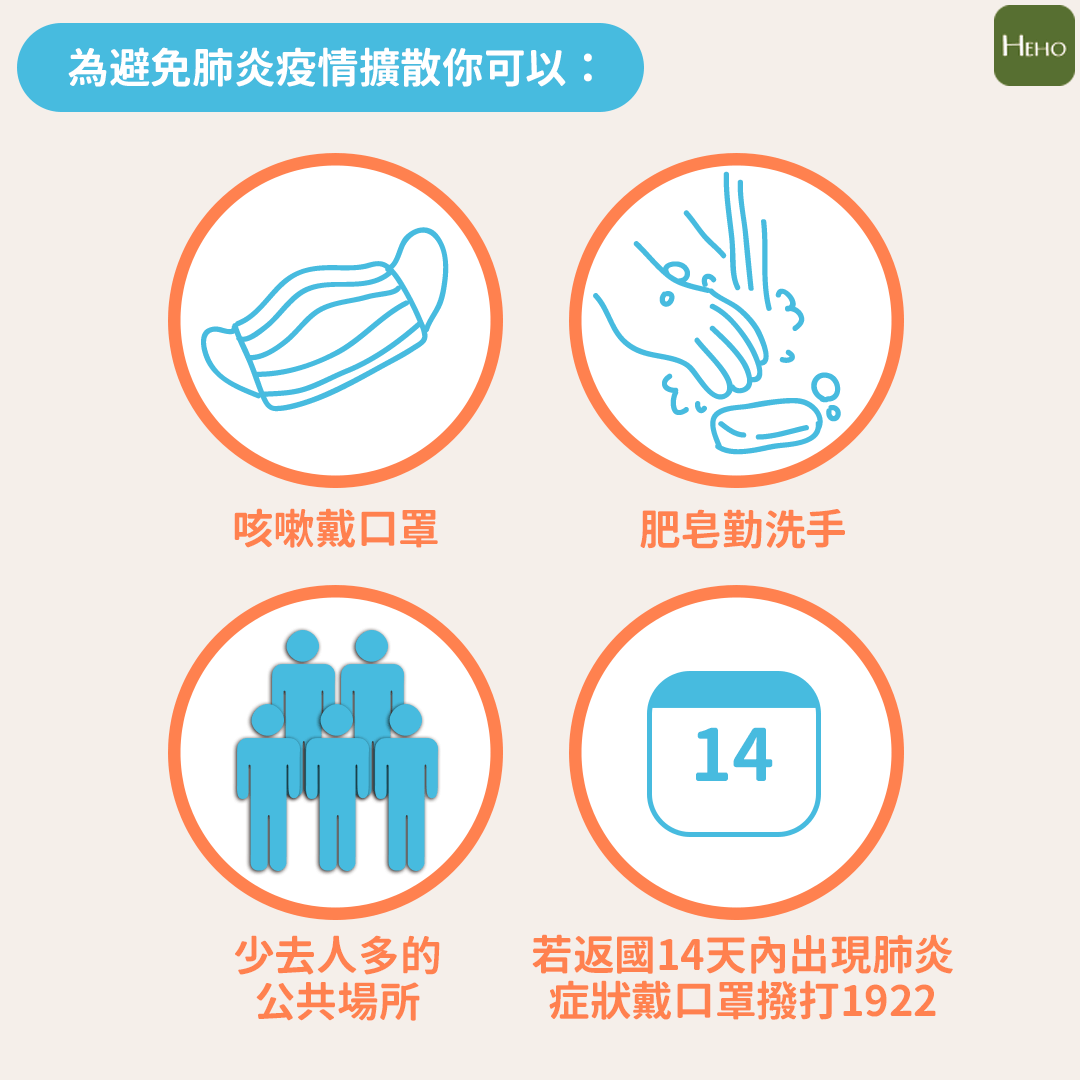 為避免肺炎疫情擴散你可以：
HEHO
咳嗽戴口罩
肥皂勤洗手
14
少去人多的
公共場所
若返國14天內出現肺炎
症狀戴口罩撥打1922